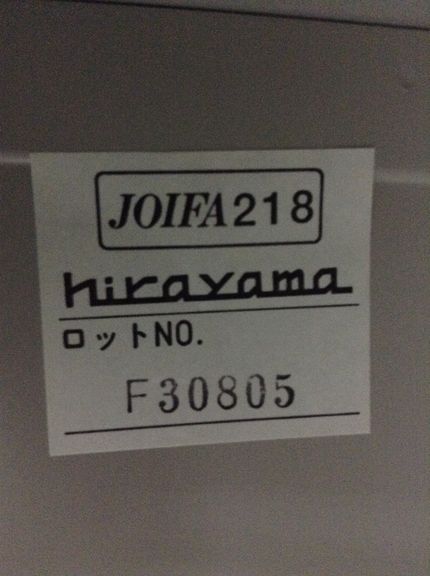 JOIFA218
hirayama
ロットNO.
F30805